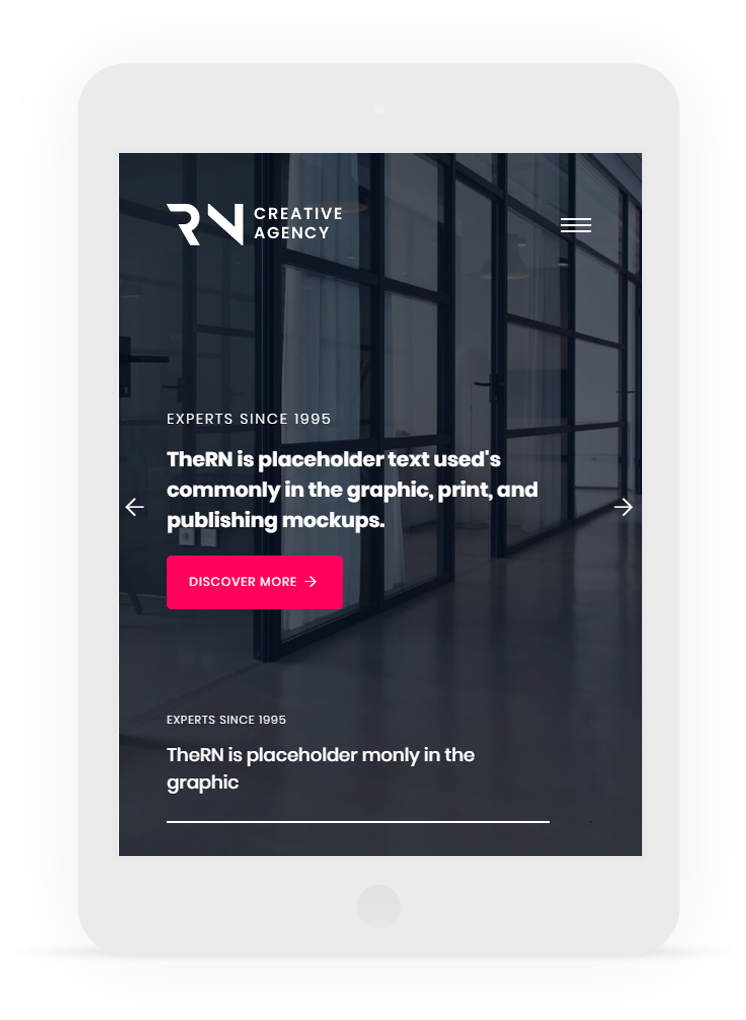 RN CREATIVE
AGENCY
EXPERTS SINCE 1995
TheRN is placeholder text used's
commonly in the graphic, print, and
publishing mockups.
DISCOVER MORE
EXPERTS SINCE 1995
TheRN is placeholder monly in the
graphic